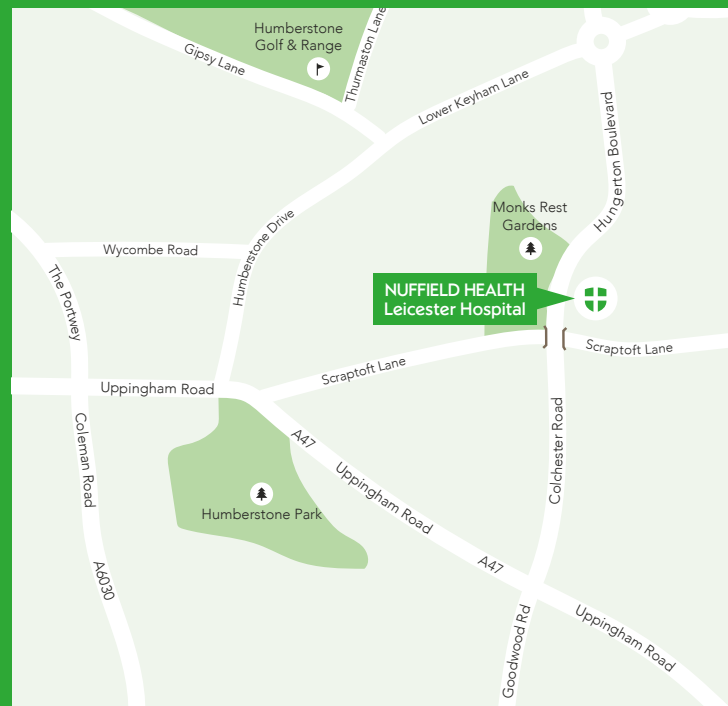 Humberstone
Golf & Range
Gipsy Lane
Thurmaston Lane
Lower Keyham Lane
Hungerton Boulevard
Monks Rest
Gardens
Humberstone Drive
Wycombe Road
The Portwey
NUFFIELD HEALTH
Leicester Hospital
Scraptoft Lane
Scraptoft Lane
Uppingham Road
Coleman Road
A47
Uppingham Road
Colchester Road
Humberstone Park
A47
A6030
Goodwood Rd
Uppingham Road